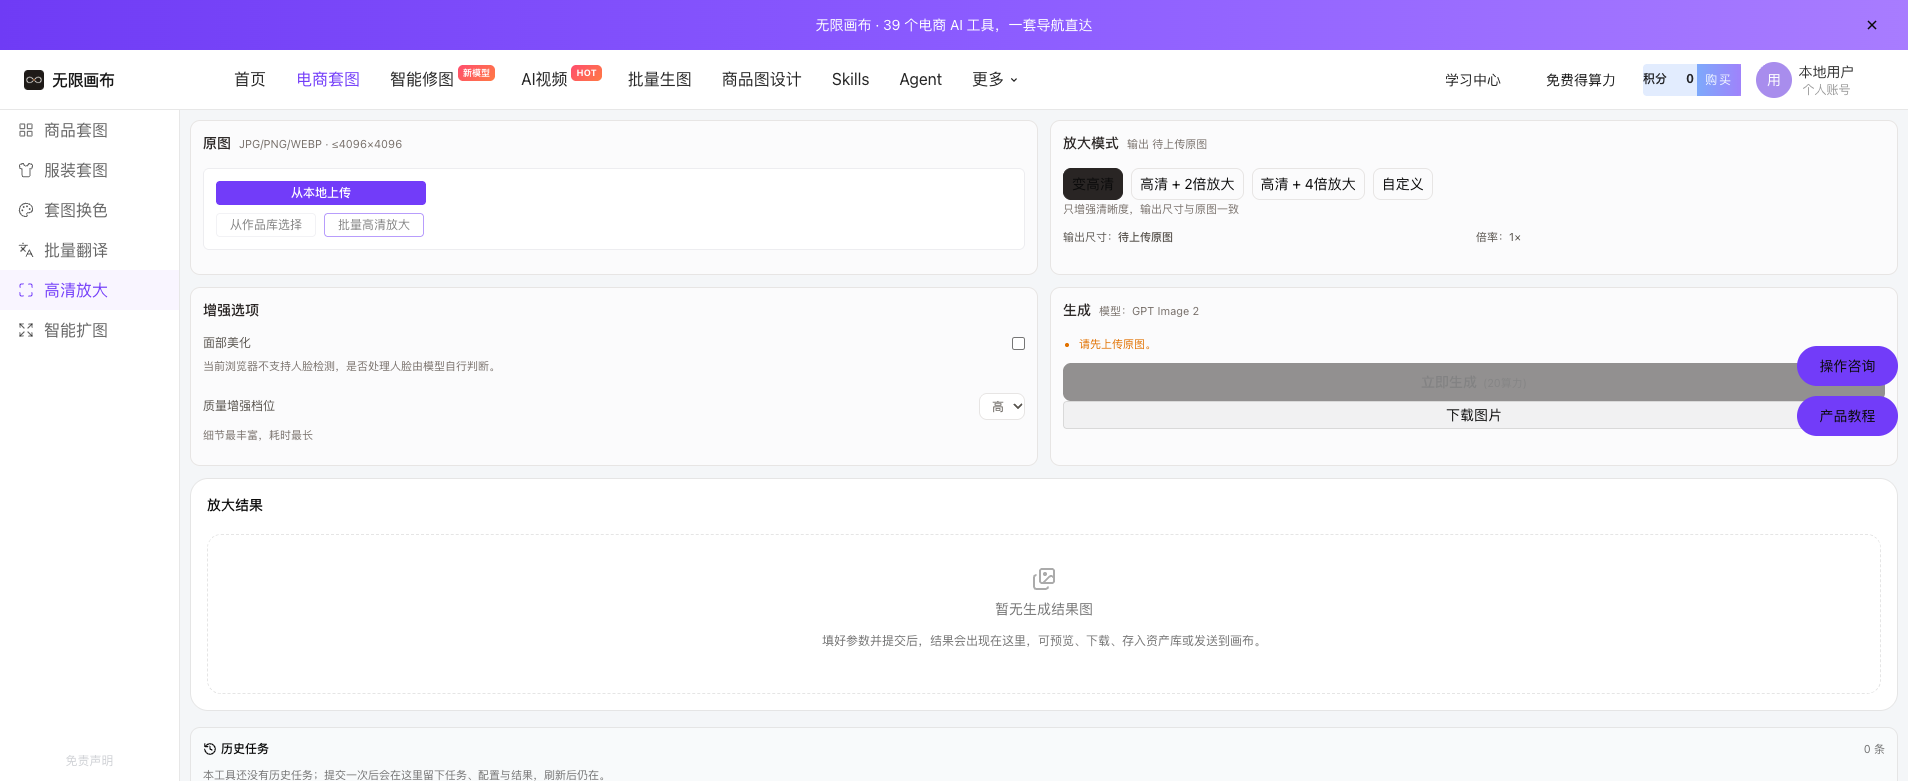 无限画布 · 39 个电商 AI 工具，一套导航直达
无限画布
首页
电商套图
智能修图
新模型
AI视频
HOT
批量生图
商品图设计
Skills
Agent
更多
学习中心
免费得算力
积分 0
购买
用
本地用户
个人账号
商品套图
服装套图
套图换色
批量翻译
高清放大
智能扩图
免责声明
原图 JPG/PNG/WEBP · ≤4096×4096
从本地上传
从作品库选择
批量高清放大
放大模式 输出 待上传原图
变高清
高清 + 2倍放大
高清 + 4倍放大
自定义
只增强清晰度，输出尺寸与原图一致
输出尺寸：待上传原图
倍率：1×
增强选项
面部美化
当前浏览器不支持人脸检测，是否处理人脸由模型自行判断。
质量增强档位
高
细节最丰富，耗时最长
生成 模型：GPT Image 2
请先上传原图。
立即生成 (20算力)
下载图片
操作咨询
产品教程
放大结果
暂无生成结果图
填好参数并提交后，结果会出现在这里，可预览、下载、存入资产库或发送到画布。
历史任务
0 条
本工具还没有历史任务；提交一次后会在这里留下任务、配置与结果，刷新后仍在。